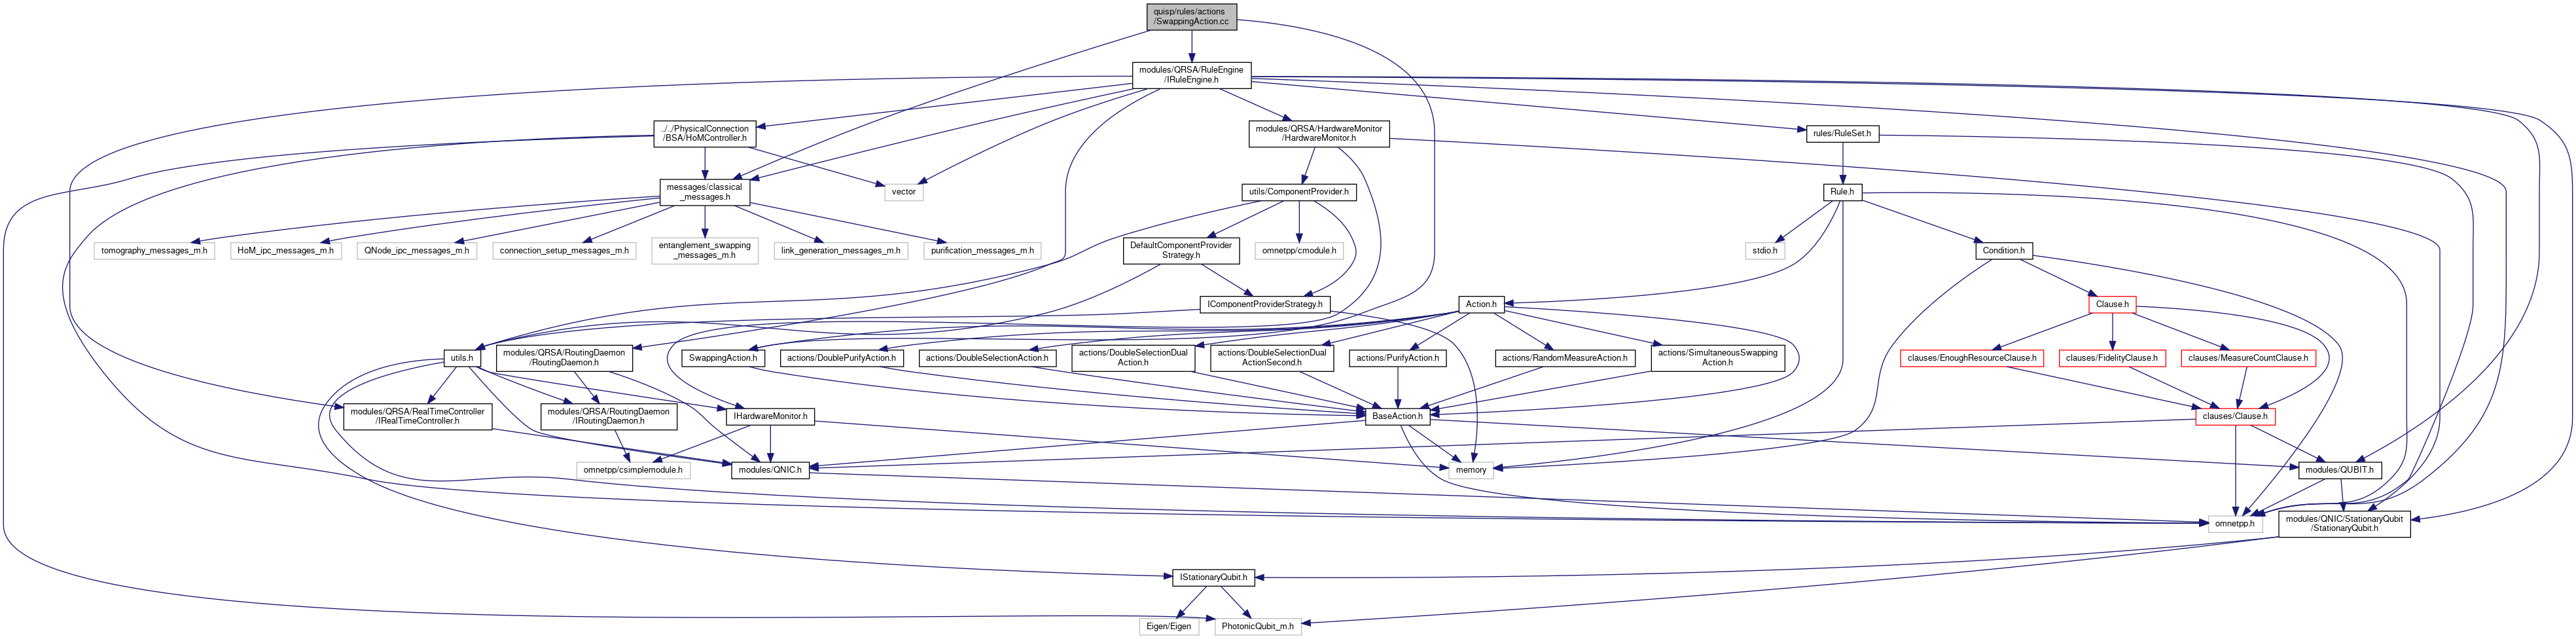 quisp/rules/actions
/SwappingAction.cc
modules/QRSA/RuleEngine
/IRuleEngine.h
../../PhysicalConnection
/BSA/HoMController.h
modules/QRSA/HardwareMonitor
/HardwareMonitor.h
rules/RuleSet.h
messages/classical
_messages.h
vector
utils/ComponentProvider.h
Rule.h
tomography_messages_m.h
HoM_ipc_messages_m.h
QNode_ipc_messages_m.h
connection_setup_messages_m.h
entanglement_swapping
_messages_m.h
link_generation_messages_m.h
purification_messages_m.h
DefaultComponentProvider
Strategy.h
omnetpp/cmodule.h
stdio.h
Condition.h
IComponentProviderStrategy.h
Action.h
Clause.h
utils.h
modules/QRSA/RoutingDaemon
/RoutingDaemon.h
SwappingAction.h
actions/DoublePurifyAction.h
actions/DoubleSelectionAction.h
actions/DoubleSelectionDual
Action.h
actions/DoubleSelectionDual
ActionSecond.h
actions/PurifyAction.h
actions/RandomMeasureAction.h
actions/SimultaneousSwapping
Action.h
clauses/EnoughResourceClause.h
clauses/FidelityClause.h
clauses/MeasureCountClause.h
modules/QRSA/RealTimeController
/IRealTimeController.h
modules/QRSA/RoutingDaemon
/IRoutingDaemon.h
IHardwareMonitor.h
BaseAction.h
clauses/Clause.h
omnetpp/csimplemodule.h
modules/QNIC.h
memory
modules/QUBIT.h
omnetpp.h
modules/QNIC/StationaryQubit
/StationaryQubit.h
IStationaryQubit.h
Eigen/Eigen
PhotonicQubit_m.h